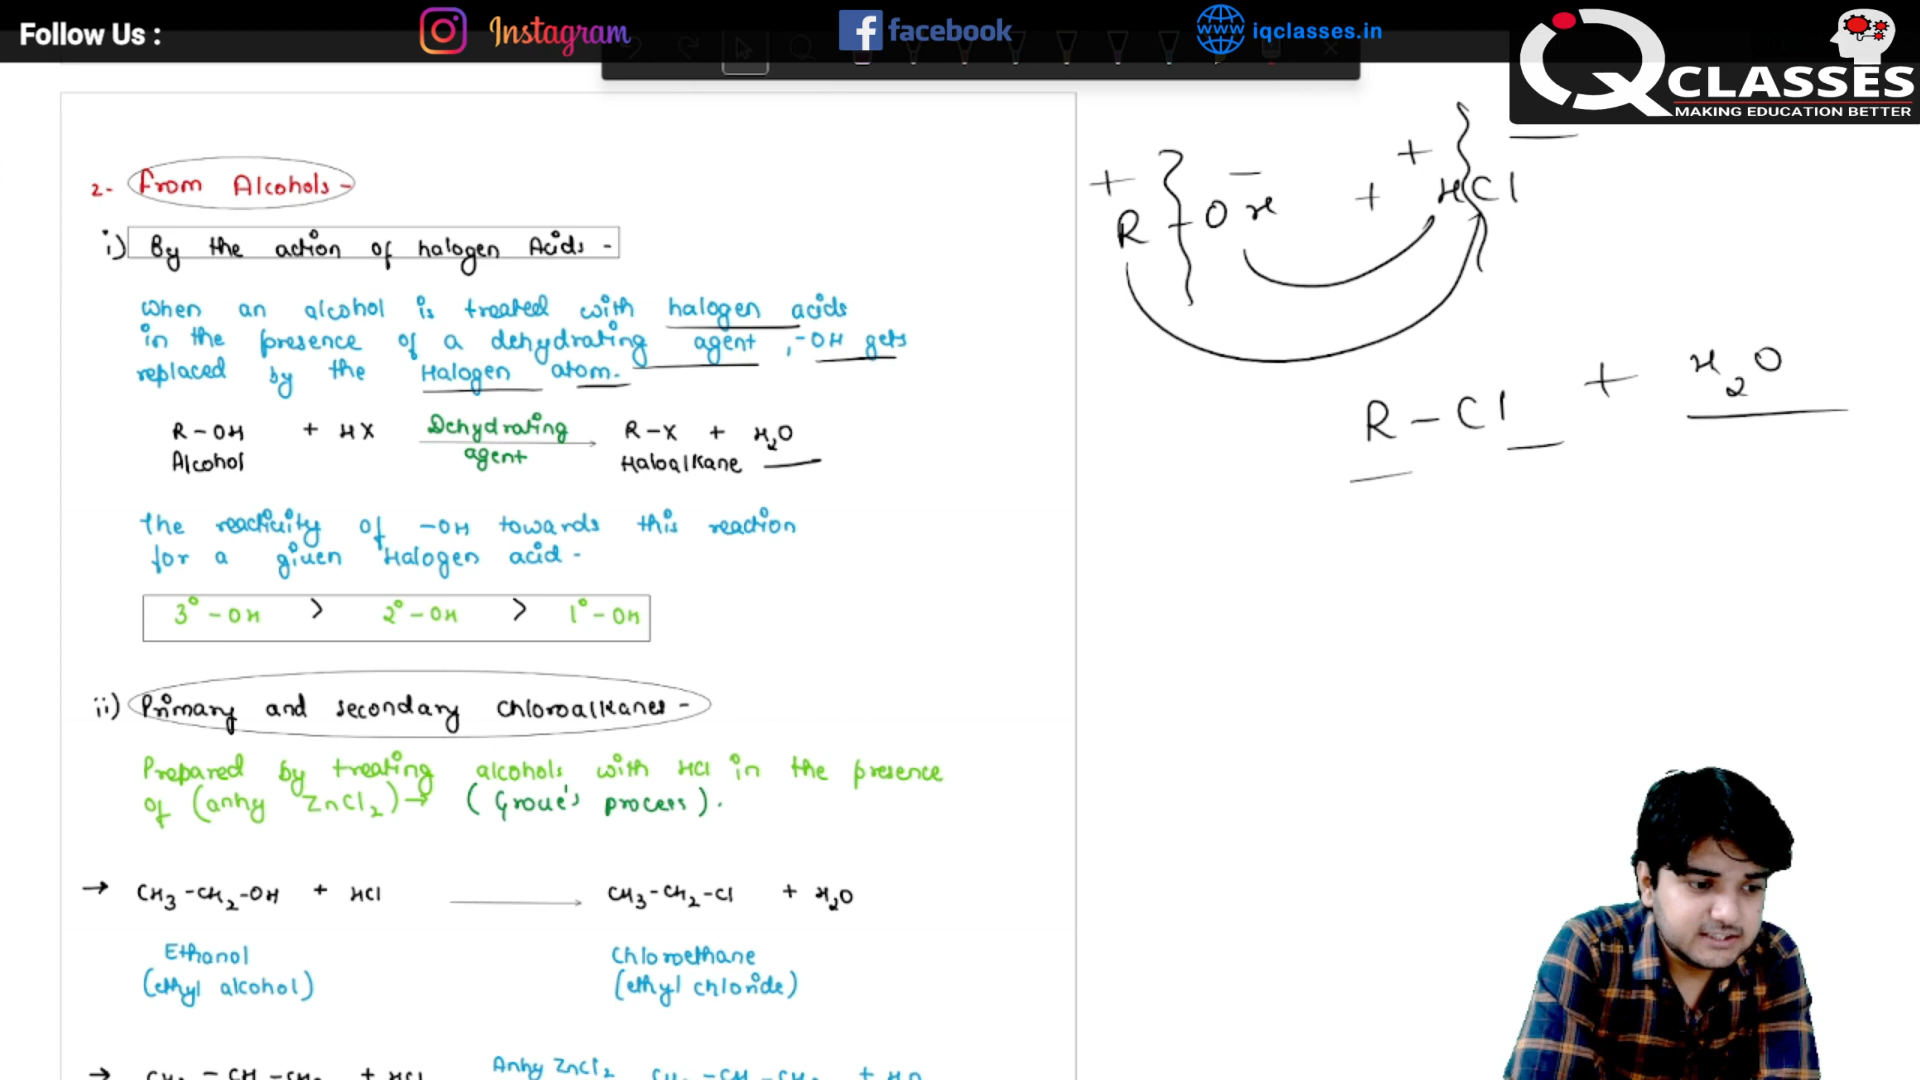 Follow Us :
Instagram
facebook
www
iqclasses.in
IQ CLASSES
MAKING EDUCATION BETTER
2- From Alcohols -
i) By the action of halogen Acids -
When an alcohol is treated with halogen acids
in the presence of a dehydrating agent, -OH gets
replaced by the Halogen atom.
R-OH + HX Dehydrating agent R-X + H2O
Alcohol Haloalkane
The reactivity of -OH towards this reaction
for a given Halogen acid -
3° - OH > 2° - OH > 1° - OH
ii) Primary and secondary Chloroalkanes -
Prepared by treating alcohols with HCl in the presence
of (anhy ZnCl2) → (Grove's process).
→ CH3-CH2-OH + HCl CH3-CH2-Cl + H2O
Ethanol Chloroethane
(ethyl alcohol) (ethyl chloride)
Anhy ZnCl2
+ R - OH - + + HCl
R - Cl + H2O